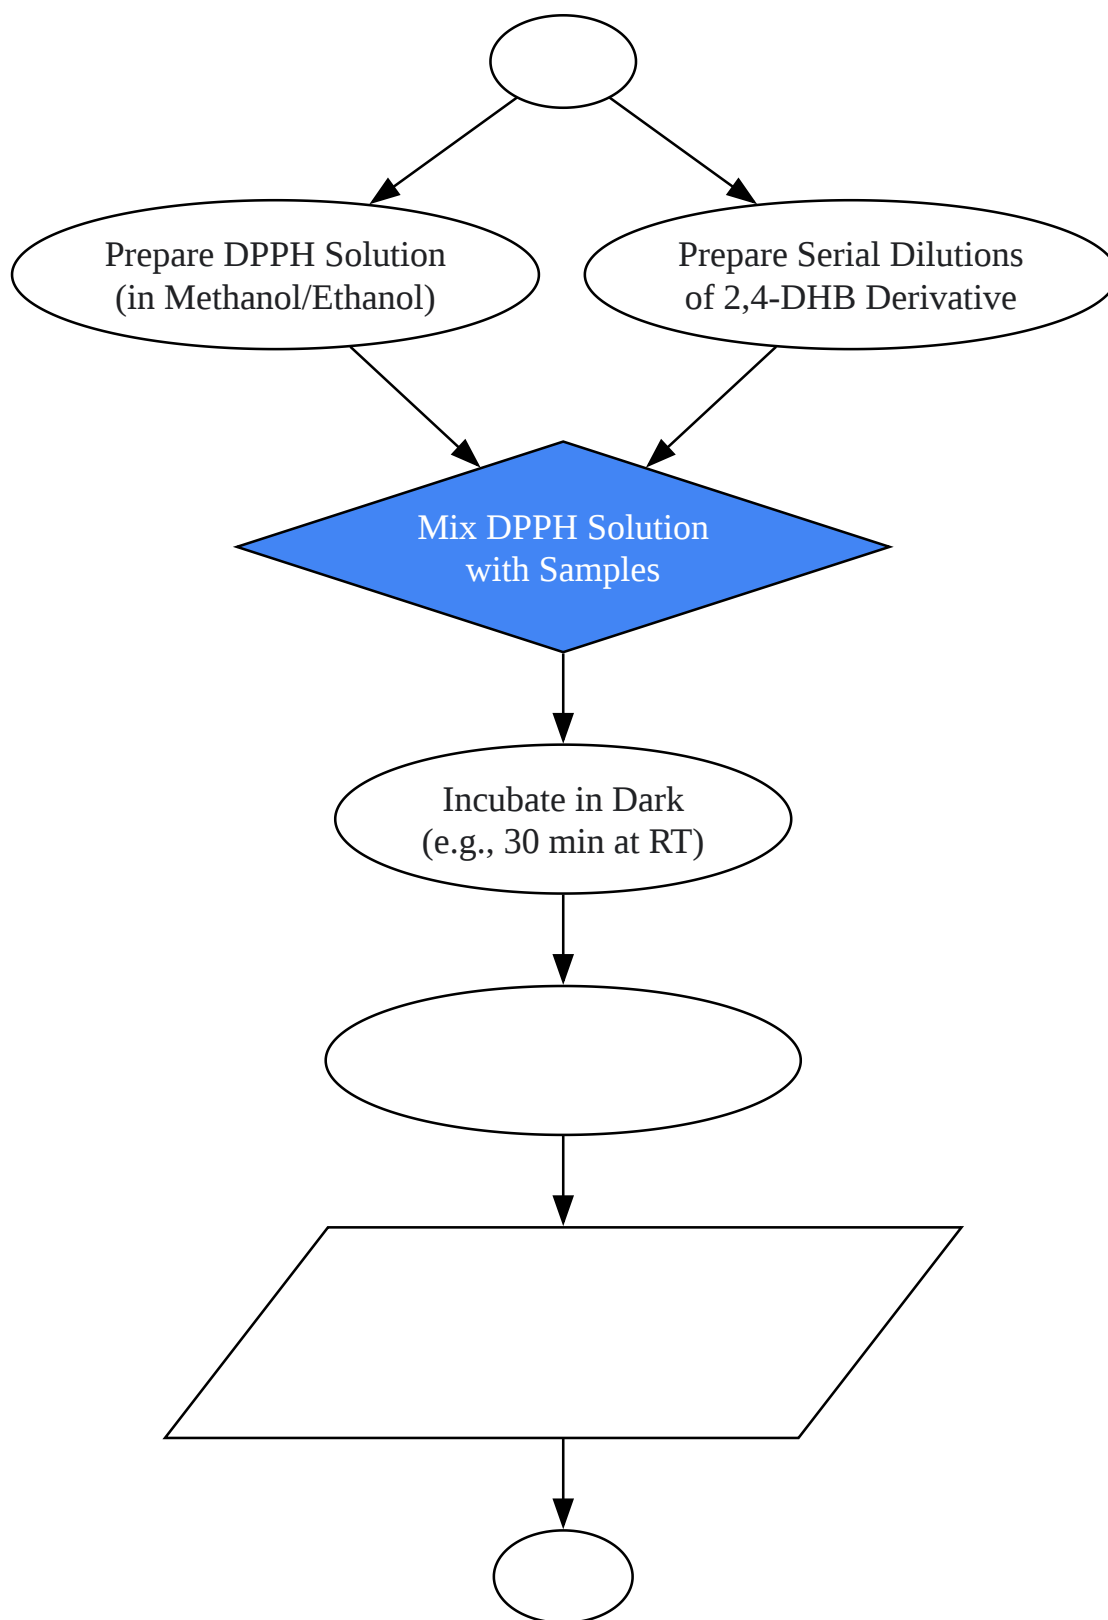 Prepare DPPH Solution
(in Methanol/Ethanol)
Prepare Serial Dilutions
of 2,4-DHB Derivative
Mix DPPH Solution
with Samples
Incubate in Dark
(e.g., 30 min at RT)